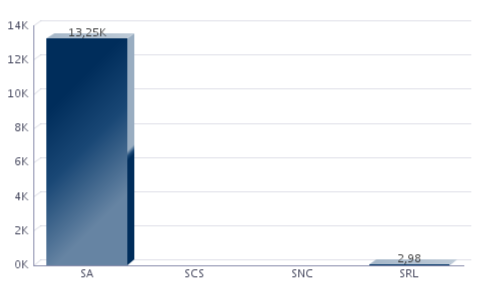 14K
13,25K
12K
10K
8K
6K
4K
2K
2,98
0K
SA SCS SNC SRL